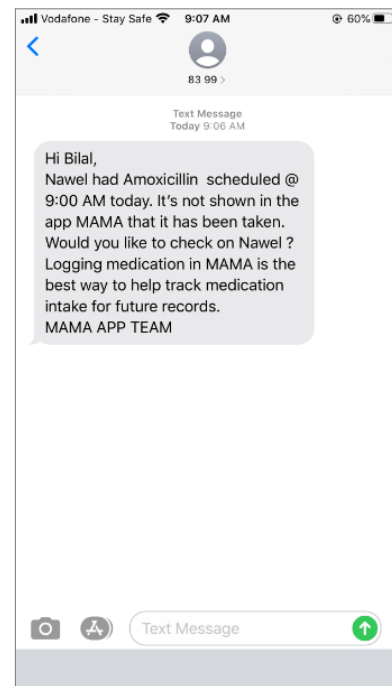 Vodafone - Stay Safe 9:07 AM 60%
83 99 >
Text Message
Today 9:06 AM
Hi Bilal,
Nawel had Amoxicillin scheduled @
9:00 AM today. It's not shown in the
app MAMA that it has been taken.
Would you like to check on Nawel ?
Logging medication in MAMA is the
best way to help track medication
intake for future records.
MAMA APP TEAM
Text Message